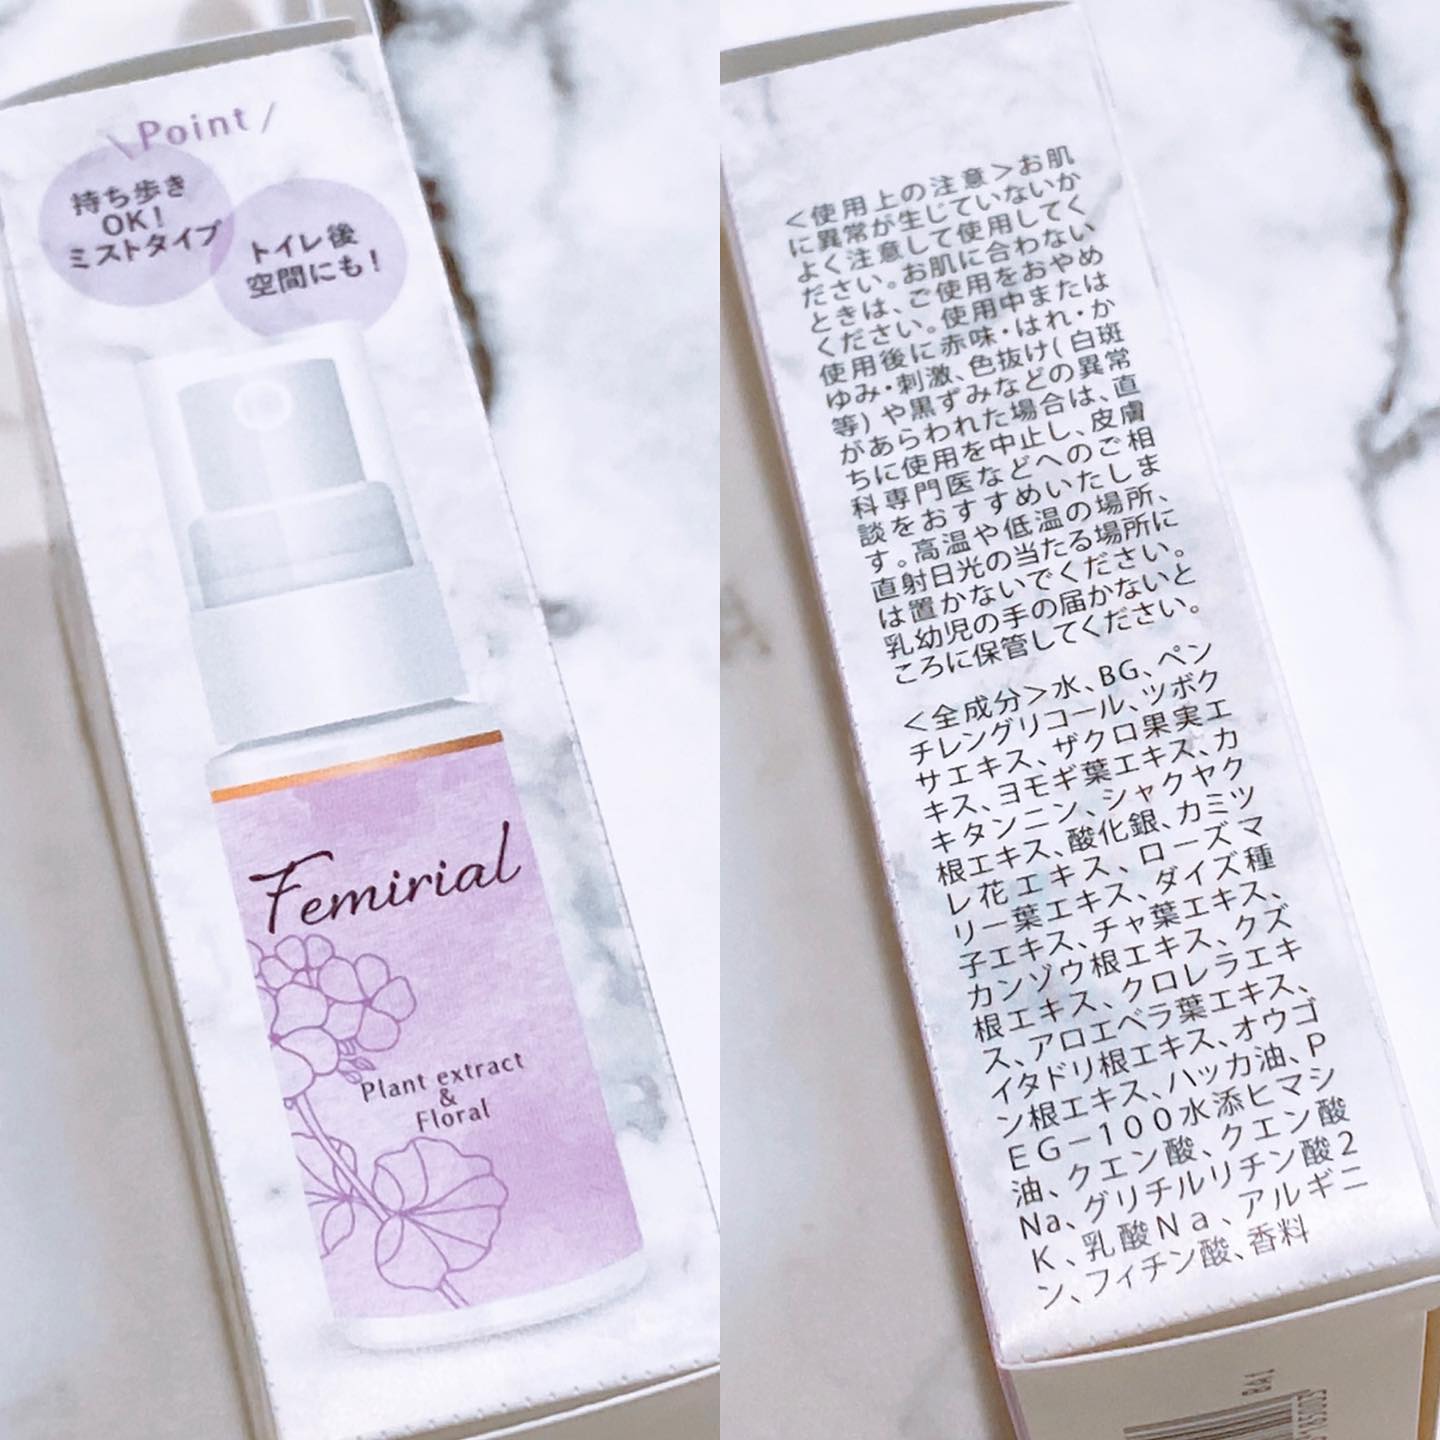 \Point/
持ち歩き
OK!
ミストタイプ
トイレ後
空間にも!
Femirial
Plant extract
&
Floral
<使用上の注意>お肌
に異常が生じていないか
よく注意して使用してく
ださい。お肌に合わない
ときは、ご使用をおやめ
ください。使用中または
使用後に赤味・はれ・か
ゆみ・刺激、色抜け(白斑
等)や黒ずみなどの異常
があらわれた場合は、直
ちに使用を中止し、皮膚
科専門医などへのご相
談をおすすめいたしま
す。高温や低温の場所、
直射日光の当たる場所に
は置かないでください。
乳幼児の手の届かないと
ころに保管してください。
<全成分>水、BG、ペン
チレングリコール、ツボク
サエキス、ザクロ果実エ
キス、ヨモギ葉エキス、カ
キタンニン、シャクヤク
根エキス、酸化銀、カミツ
レ花エキス、ローズマ
リー葉エキス、ダイズ種
子エキス、チャ葉エキス、
カンゾウ根エキス、クズ
根エキス、クロレラエキ
ス、アロエベラ葉エキス、
イタドリ根エキス、オウゴ
ン根エキス、ハッカ油、P
EG－100水添ヒマシ
油、クエン酸、クエン酸
Na、グリチルリチン酸2
K、乳酸Na、アルギニ
ン、フィチン酸、香料